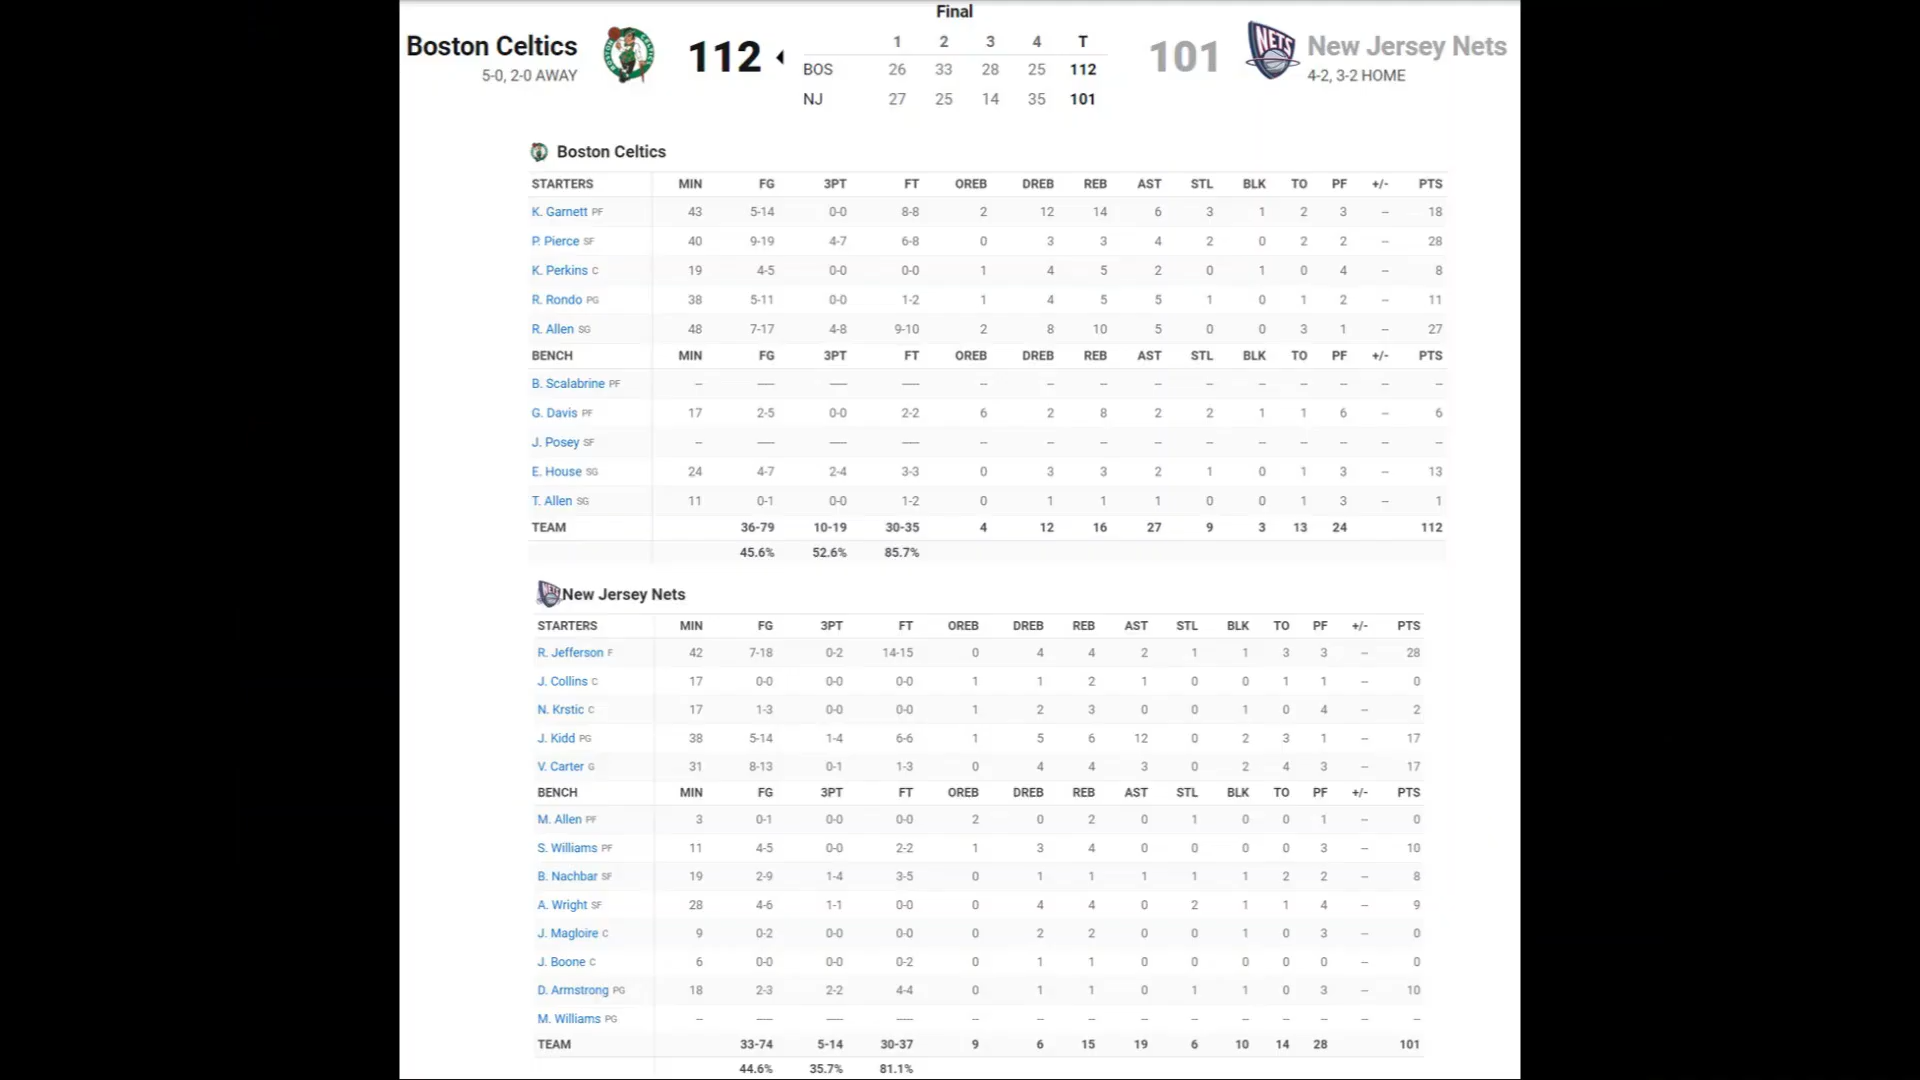 Final
Boston Celtics 112 1 2 3 4 T 101 NETS New Jersey Nets
5-0, 2-0 AWAY BOS 26 33 28 25 112 4-2, 3-2 HOME
NJ 27 25 14 35 101
Boston Celtics
STARTERS MIN FG 3PT FT OREB DREB REB AST STL BLK TO PF +/- PTS
K. Garnett PF 43 5-14 0-0 8-8 2 12 14 6 3 1 2 3 -- 18
P. Pierce SF 40 9-19 4-7 6-8 0 3 3 4 2 0 2 2 -- 28
K. Perkins C 19 4-5 0-0 0-0 1 4 5 2 0 1 0 4 -- 8
R. Rondo PG 38 5-11 0-0 1-2 1 4 5 5 1 0 1 2 -- 11
R. Allen SG 48 7-17 4-8 9-10 2 8 10 5 0 0 3 1 -- 27
BENCH MIN FG 3PT FT OREB DREB REB AST STL BLK TO PF +/- PTS
B. Scalabrine PF -- ----- ----- ----- -- -- -- -- -- -- -- -- -- --
G. Davis PF 17 2-5 0-0 2-2 6 2 8 2 2 1 1 6 -- 6
J. Posey SF -- ----- ----- ----- -- -- -- -- -- -- -- -- -- --
E. House SG 24 4-7 2-4 3-3 0 3 3 2 1 0 1 3 -- 13
T. Allen SG 11 0-1 0-0 1-2 0 1 1 1 0 0 1 3 -- 1
TEAM 36-79 10-19 30-35 4 12 16 27 9 3 13 24 112
45.6% 52.6% 85.7%
New Jersey Nets
STARTERS MIN FG 3PT FT OREB DREB REB AST STL BLK TO PF +/- PTS
R. Jefferson F 42 7-18 0-2 14-15 0 4 4 2 1 1 3 3 -- 28
J. Collins C 17 0-0 0-0 0-0 1 1 2 1 0 0 1 1 -- 0
N. Krstic C 17 1-3 0-0 0-0 1 2 3 0 0 1 0 4 -- 2
J. Kidd PG 38 5-14 1-4 6-6 1 5 6 12 0 2 3 1 -- 17
V. Carter G 31 8-13 0-1 1-3 0 4 4 3 0 2 4 3 -- 17
BENCH MIN FG 3PT FT OREB DREB REB AST STL BLK TO PF +/- PTS
M. Allen PF 3 0-1 0-0 0-0 2 0 2 0 1 0 0 1 -- 0
S. Williams PF 11 4-5 0-0 2-2 1 3 4 0 0 0 0 3 -- 10
B. Nachbar SF 19 2-9 1-4 3-5 0 1 1 1 1 1 2 2 -- 8
A. Wright SF 28 4-6 1-1 0-0 0 4 4 0 2 1 1 4 -- 9
J. Magloire C 9 0-2 0-0 0-0 0 2 2 0 0 1 0 3 -- 0
J. Boone C 6 0-0 0-0 0-2 0 1 1 0 0 0 0 0 -- 0
D. Armstrong PG 18 2-3 2-2 4-4 0 1 1 0 1 1 0 3 -- 10
M. Williams PG -- ----- ----- ----- -- -- -- -- -- -- -- -- -- --
TEAM 33-74 5-14 30-37 9 6 15 19 6 10 14 28 101
44.6% 35.7% 81.1%